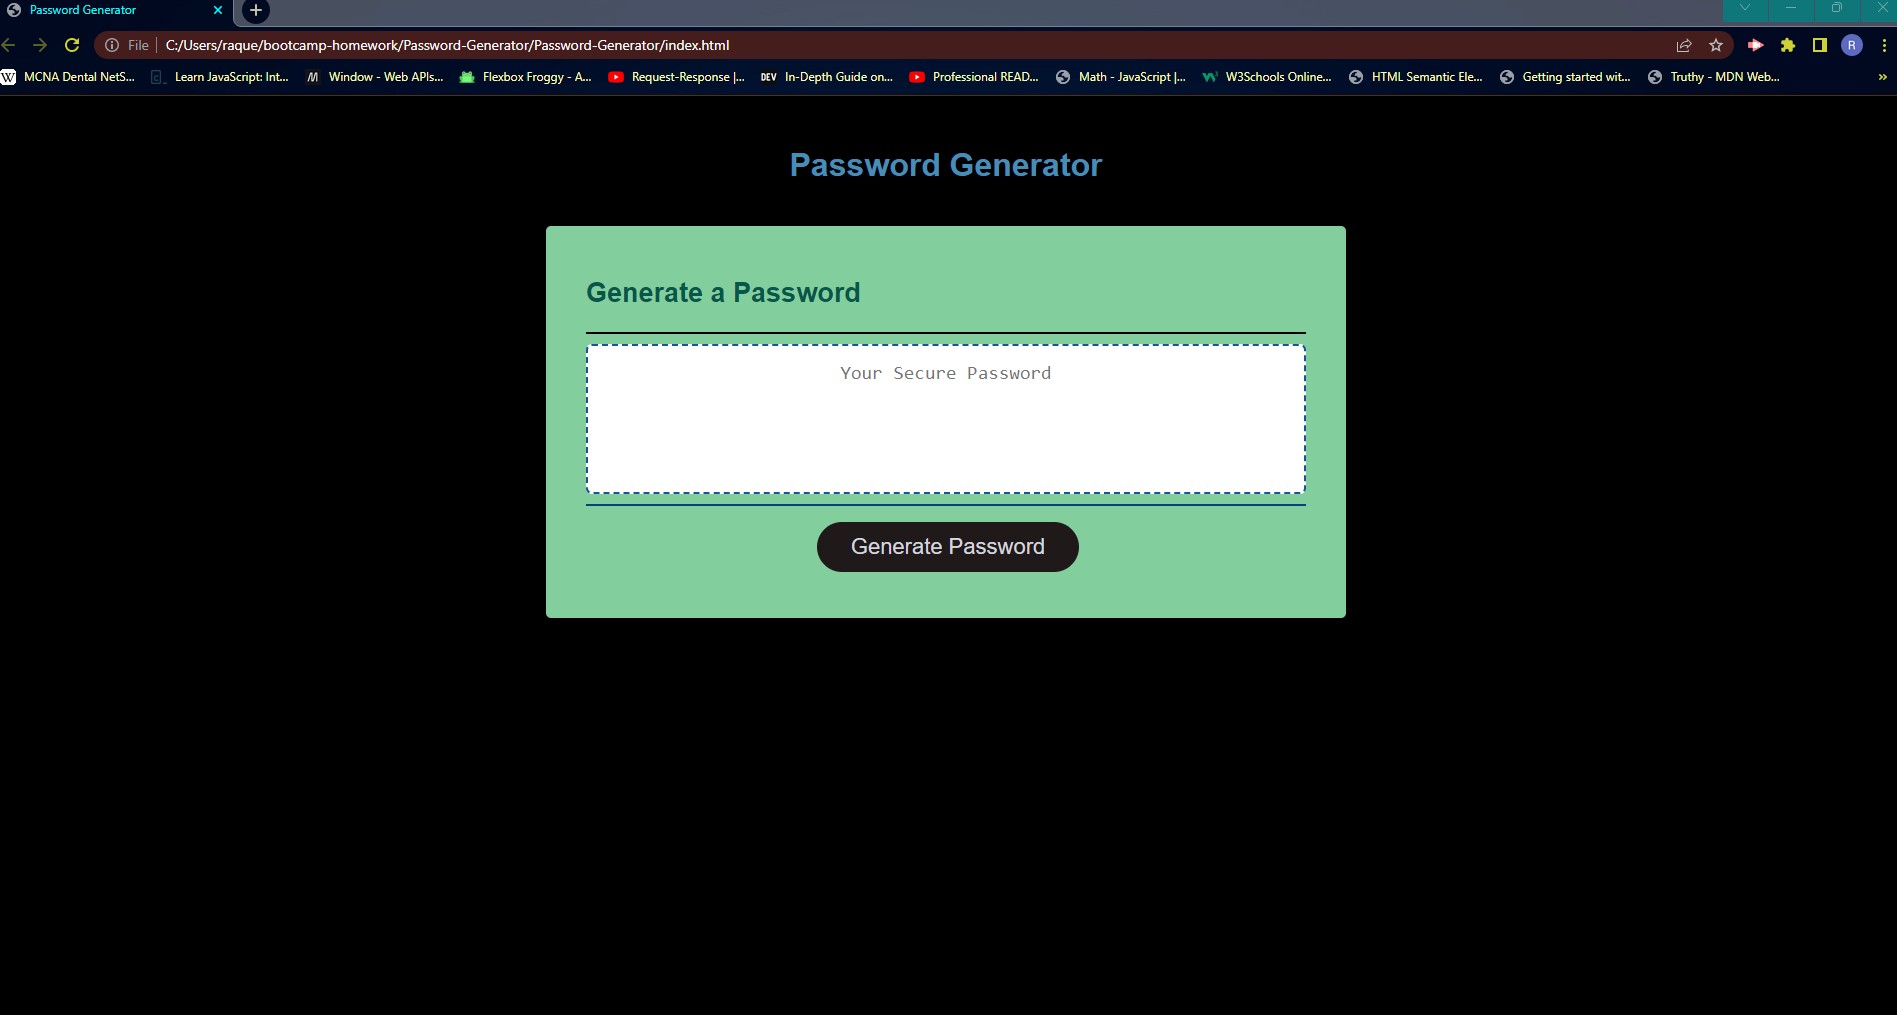 Password Generator
File C:/Users/raque/bootcamp-homework/Password-Generator/Password-Generator/index.html R
W MCNA Dental NetS... Learn JavaScript: Int... M Window - Web APIs... Flexbox Froggy - A... Request-Response |... DEV In-Depth Guide on... Professional READ... Math - JavaScript |... W3Schools Online... HTML Semantic Ele... Getting started wit... Truthy - MDN Web... »
Password Generator
Generate a Password
Your Secure Password
Generate Password